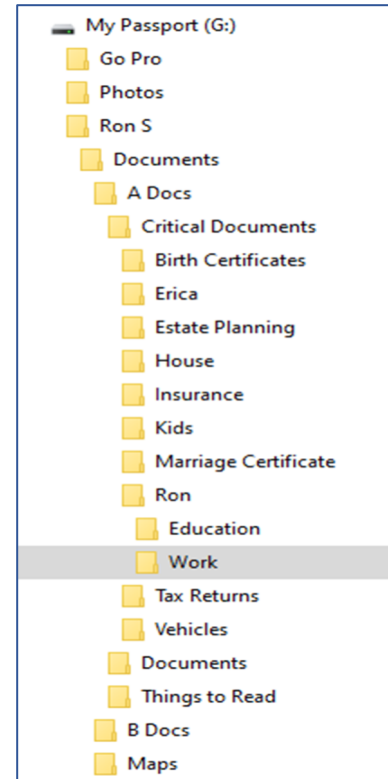 My Passport (G:)
Go Pro
Photos
Ron S
Documents
A Docs
Critical Documents
Birth Certificates
Erica
Estate Planning
House
Insurance
Kids
Marriage Certificate
Ron
Education
Work
Tax Returns
Vehicles
Documents
Things to Read
B Docs
Maps